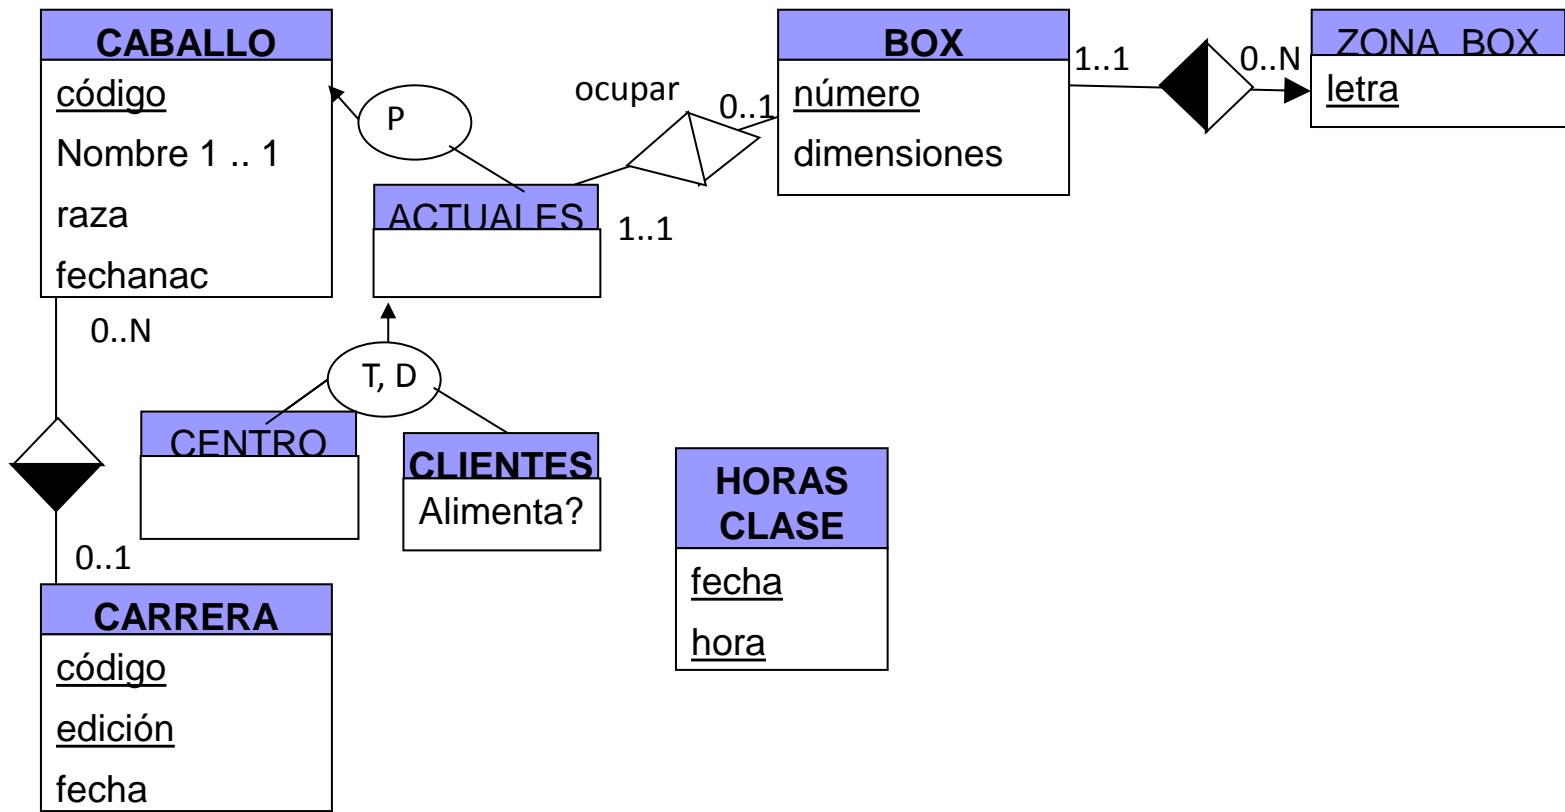 CABALLO
código
Nombre 1 .. 1
raza
fechanac
P
ocupar
0..1
BOX
número
dimensiones
1..1
0..N
ZONA_BOX
letra
ACTUALES
1..1
0..N
T, D
CENTRO
CLIENTES
Alimenta?
HORAS
CLASE
fecha
hora
0..1
CARRERA
código
edición
fecha